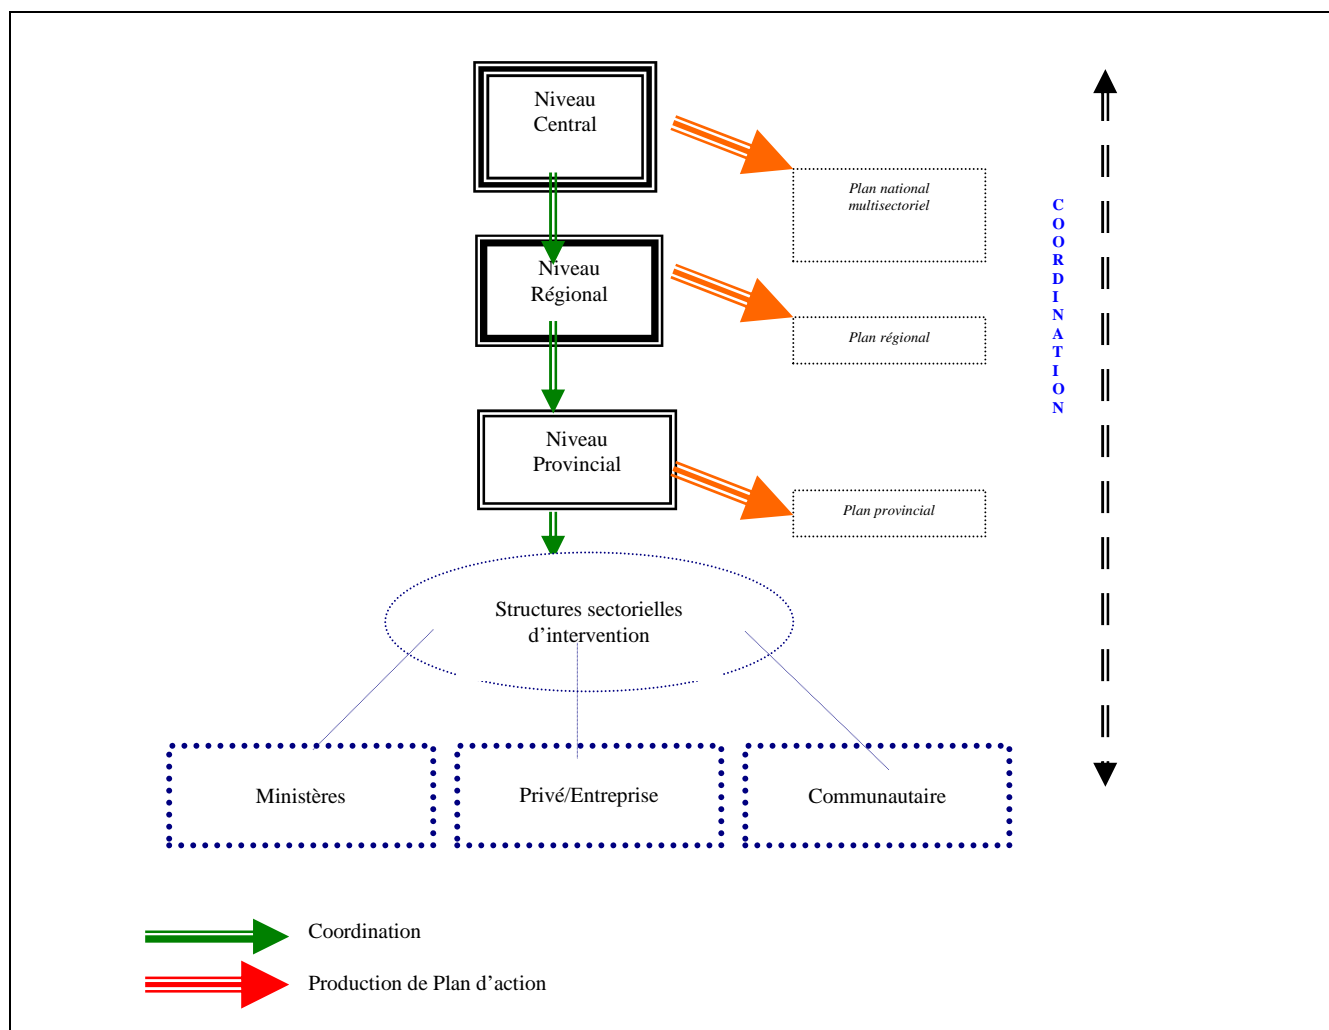 Niveau
Central
Plan national
multisectoriel
Niveau
Régional
Plan régional
Niveau
Provincial
Plan provincial
COORDINATION
Structures sectorielles
d’intervention
Ministères
Privé/Entreprise
Communautaire
Coordination
Production de Plan d’action